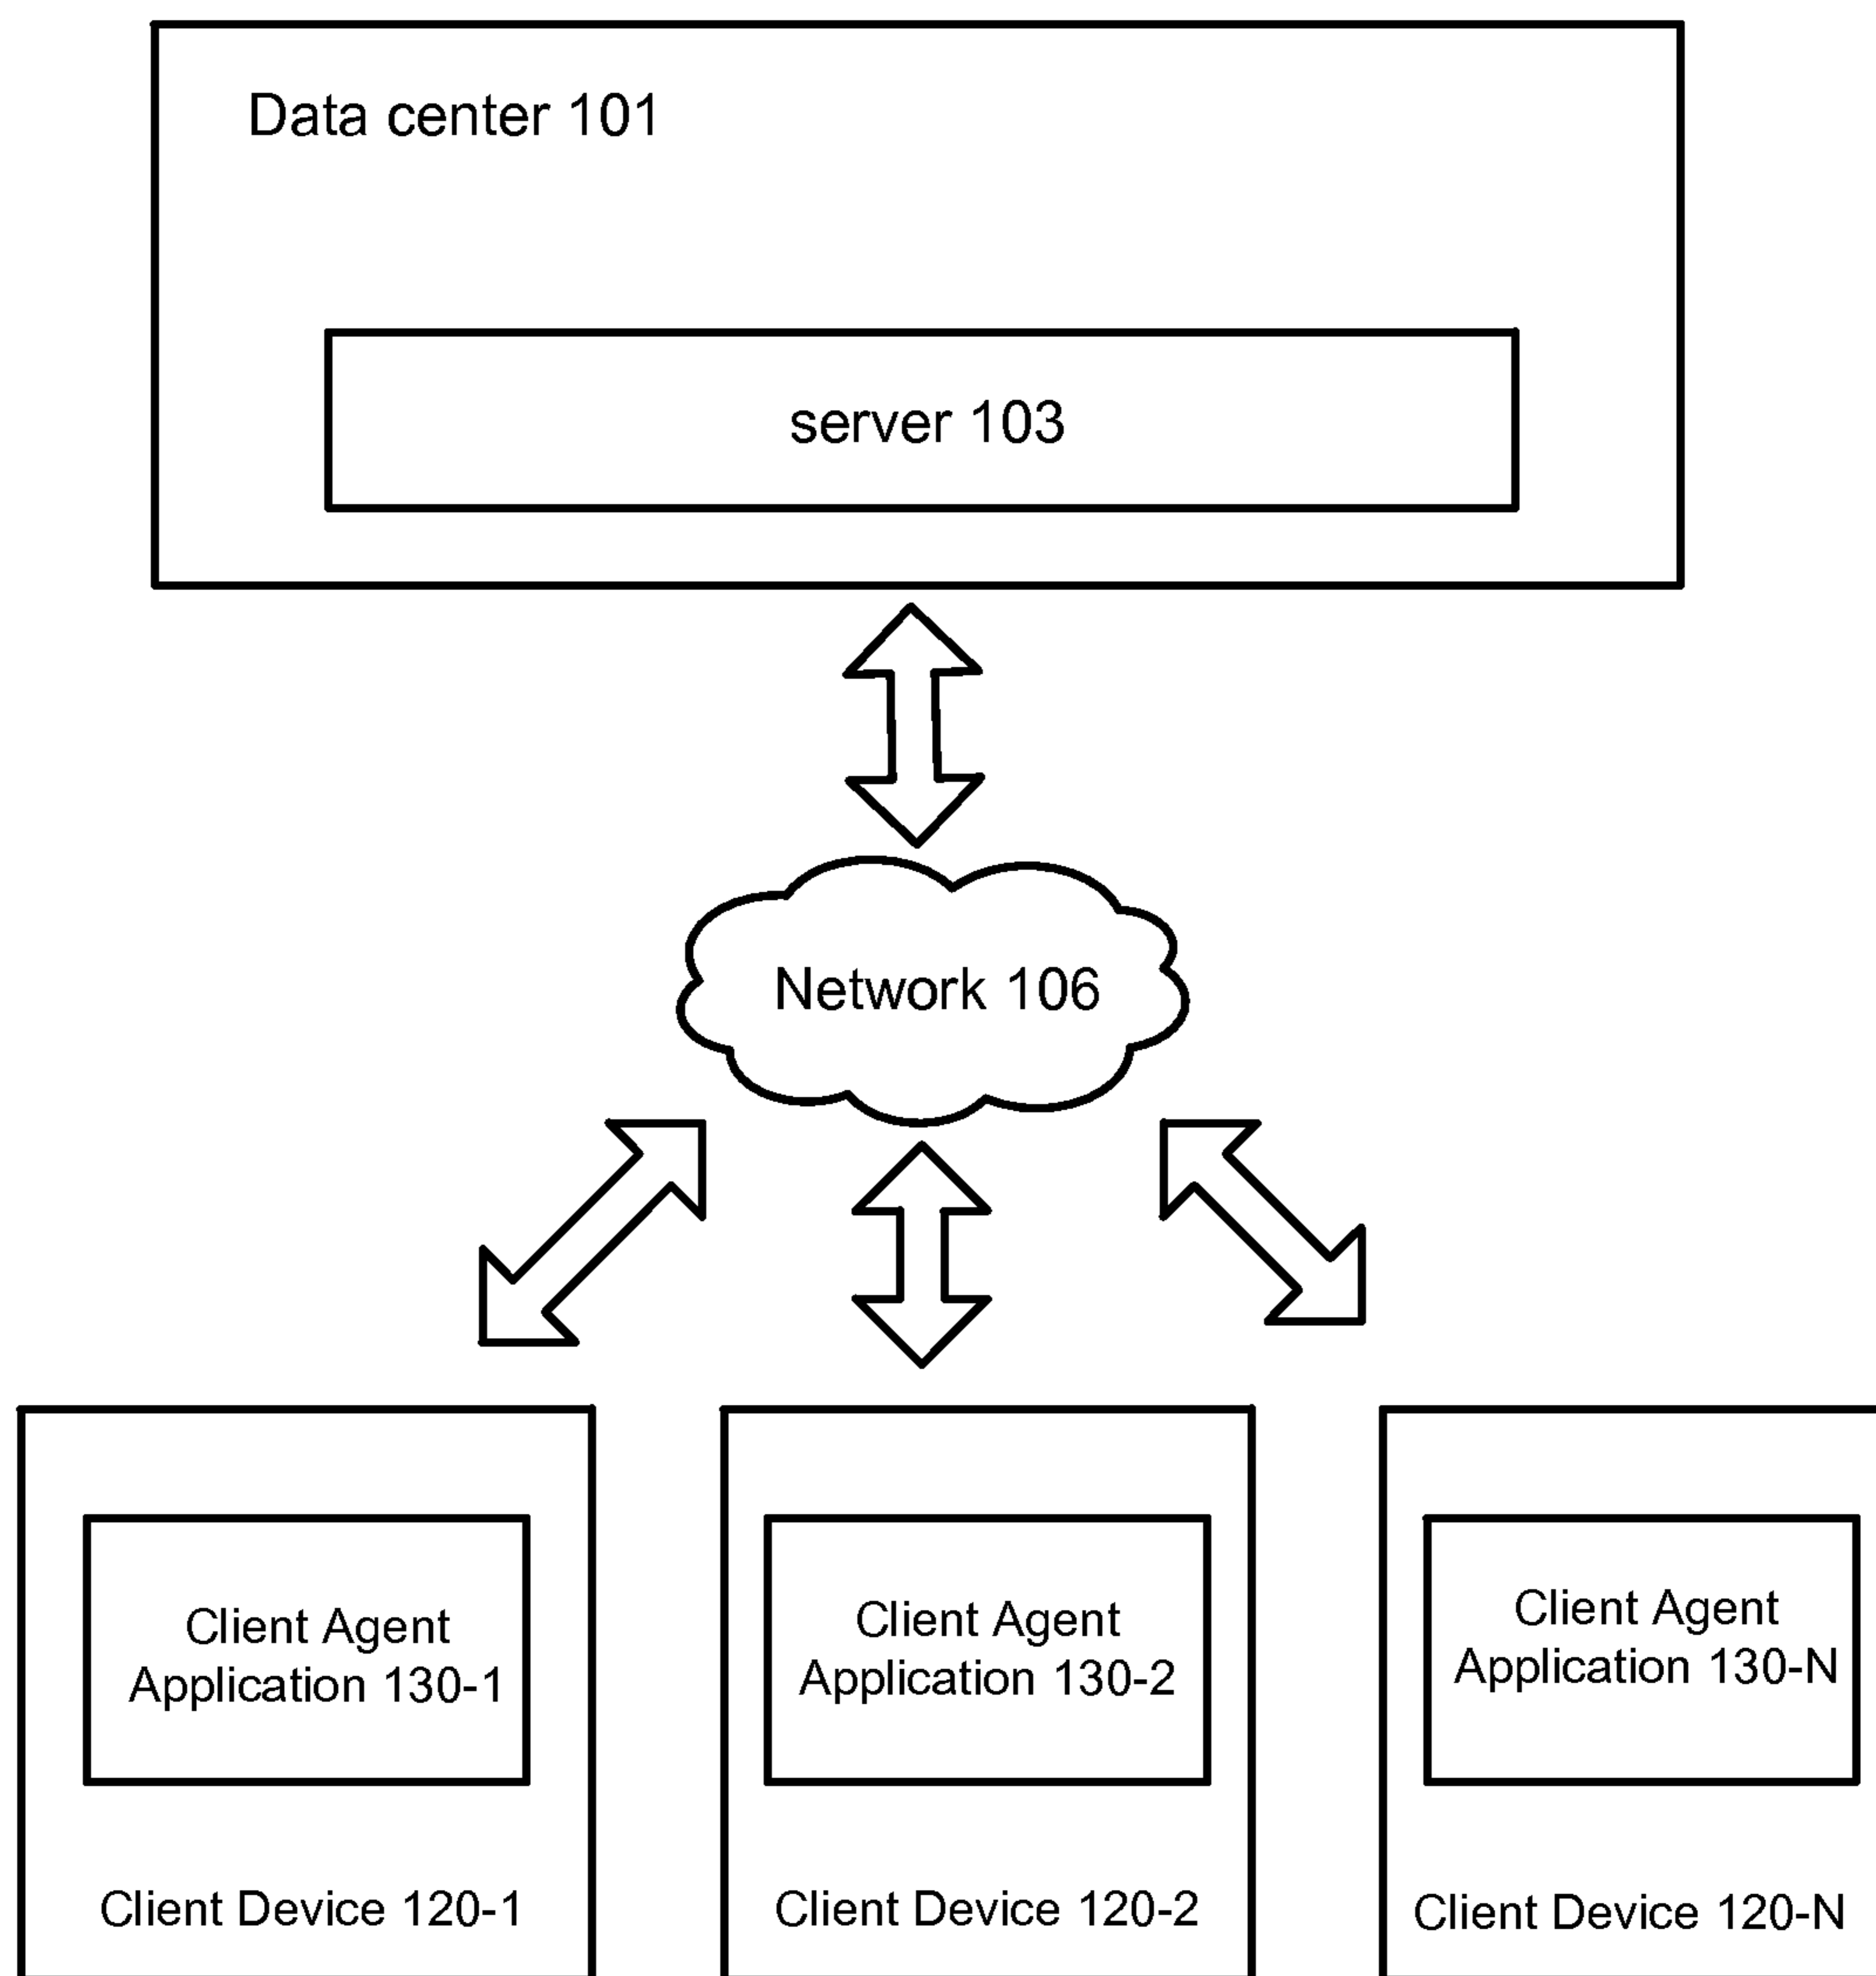 Data center 101
server 103
Network 106
Client Agent
Application 130-1
Client Device 120-1
Client Agent
Application 130-2
Client Device 120-2
Client Agent
Application 130-N
Client Device 120-N